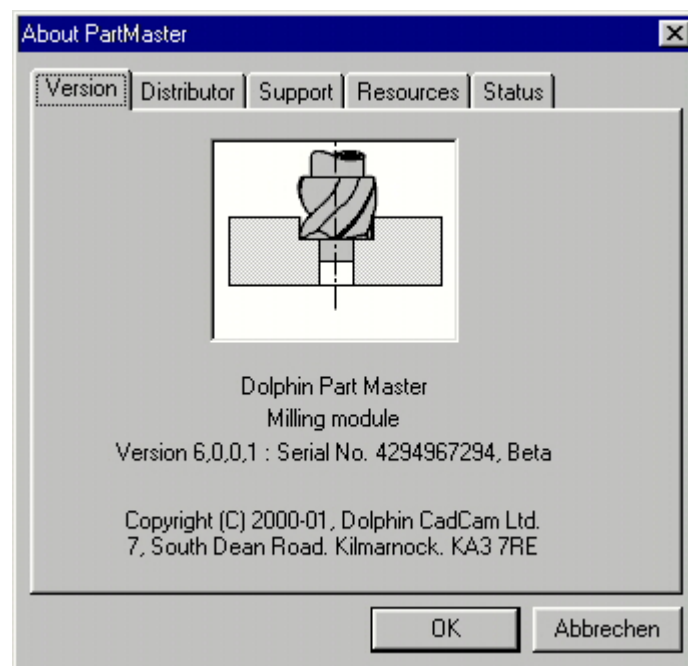 About PartMaster
Version Distributor Support Resources Status
Dolphin Part Master
Milling module
Version 6,0,0,1 : Serial No. 4294967294, Beta
Copyright (C) 2000-01, Dolphin CadCam Ltd.
7, South Dean Road. Kilmarnock. KA3 7RE
OK Abbrechen